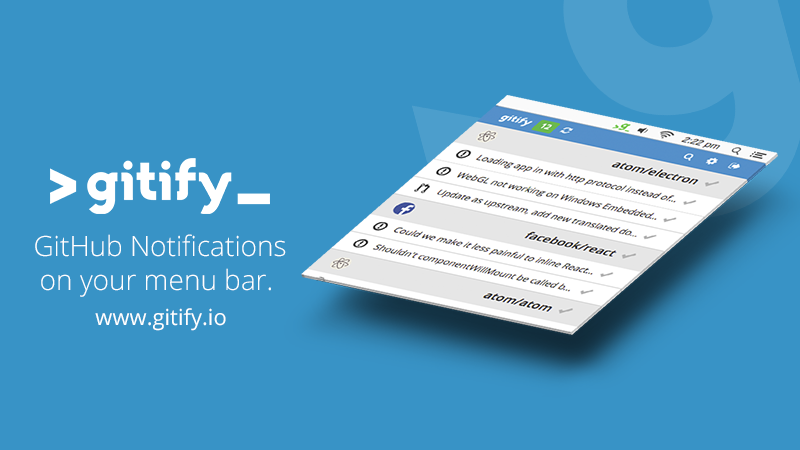 >gitify_
GitHub Notifications
on your menu bar.
www.gitify.io
2:22 pm
gitify 12
atom/electron
Loading app in with http protocol instead of...
WebGL not working on Windows Embedded...
Update as upstream, add new translated do...
facebook/react
Could we make it less painful to inline React...
Shouldn't componentWillMount be called b...
atom/atom